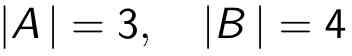 |A| = 3, |B| = 4